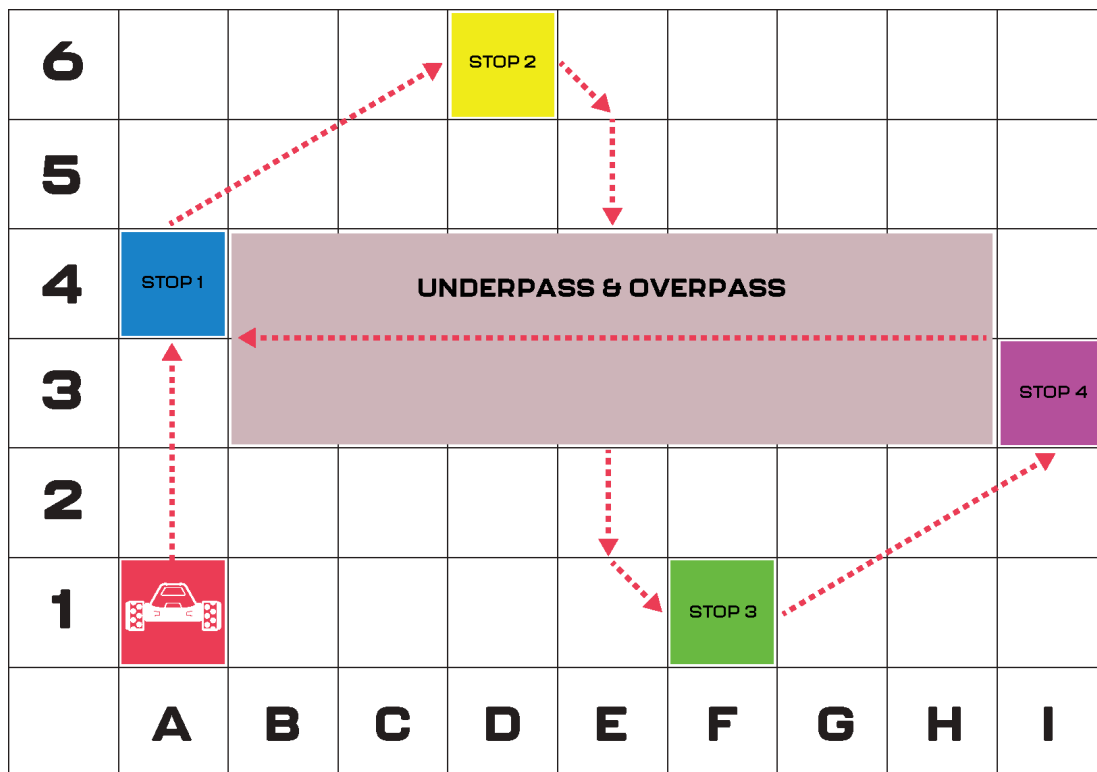 6
STOP 2
5
4
STOP 1
UNDERPASS & OVERPASS
3
STOP 4
2
1
STOP 3
A B C D E F G H I